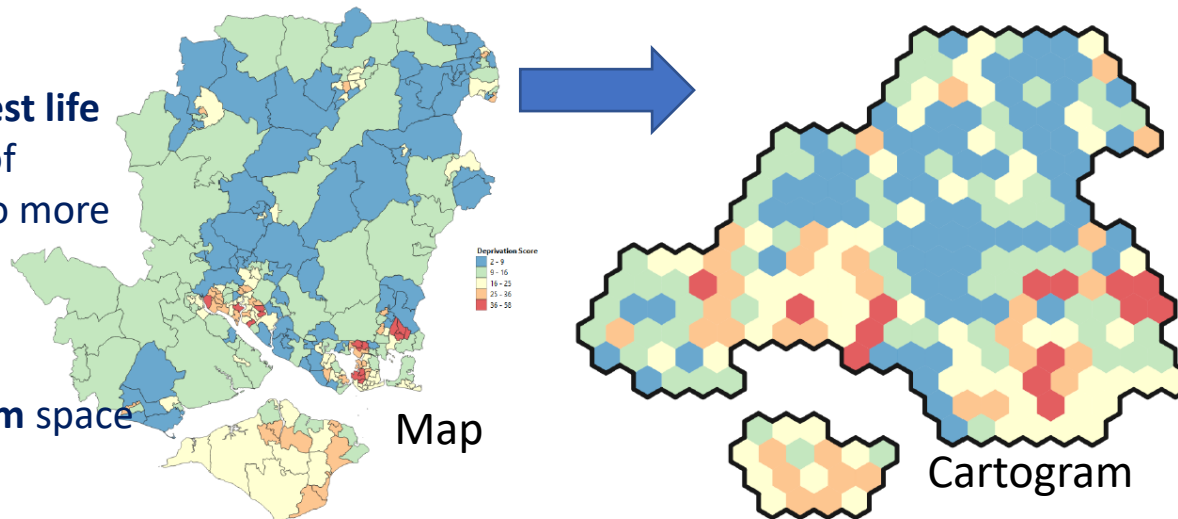 est life
of
o more
m space
Map
Deprivation Score
2 - 9
9 - 16
16 - 25
25 - 36
36 - 58
Cartogram